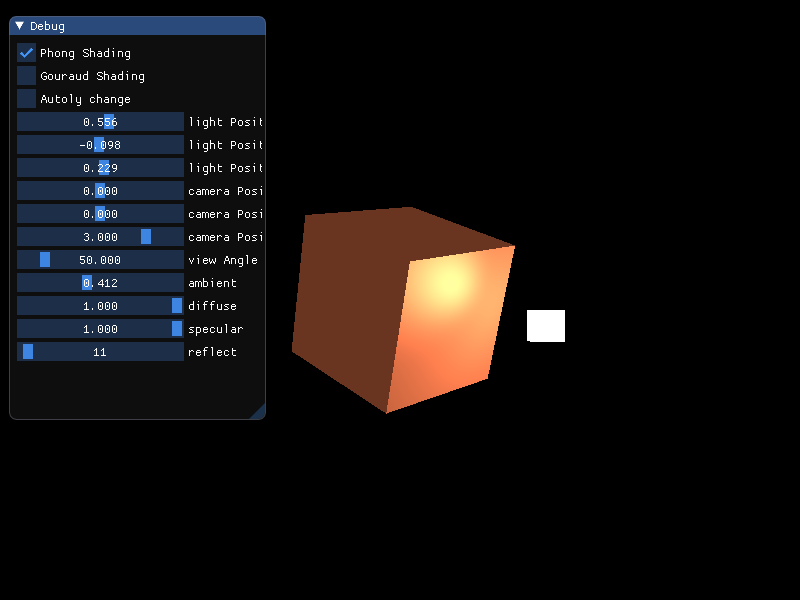 Debug
Phong Shading
Gouraud Shading
Autoly change
0.556 light Posit
-0.098 light Posit
0.229 light Posit
0.000 camera Posi
0.000 camera Posi
3.000 camera Posi
50.000 view Angle
0.412 ambient
1.000 diffuse
1.000 specular
11 reflect